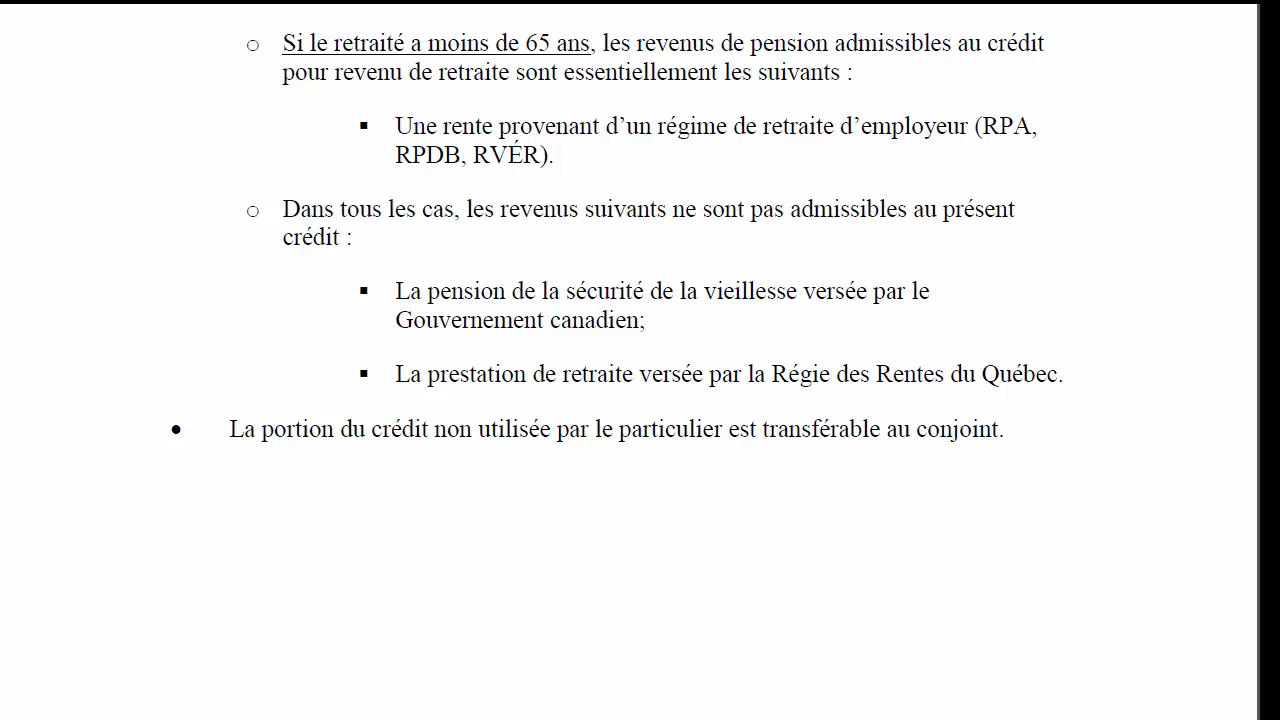 ○ Si le retraité a moins de 65 ans, les revenus de pension admissibles au crédit
pour revenu de retraite sont essentiellement les suivants :
▪ Une rente provenant d’un régime de retraite d’employeur (RPA,
RPDB, RVÉR).
○ Dans tous les cas, les revenus suivants ne sont pas admissibles au présent
crédit :
▪ La pension de la sécurité de la vieillesse versée par le
Gouvernement canadien;
▪ La prestation de retraite versée par la Régie des Rentes du Québec.
• La portion du crédit non utilisée par le particulier est transférable au conjoint.